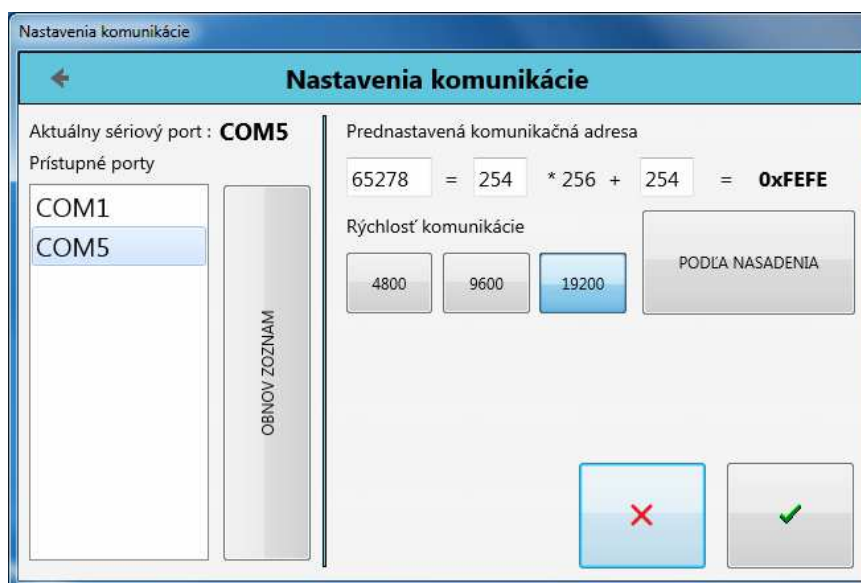 Nastavenia komunikácie
Nastavenia komunikácie
Aktuálny sériový port : COM5
Prístupné porty
COM1
COM5
OBNOV ZOZNAM
Prednastavená komunikačná adresa
65278 = 254 * 256 + 254 = 0xFEFE
Rýchlosť komunikácie
4800 9600 19200
PODĽA NASADENIA